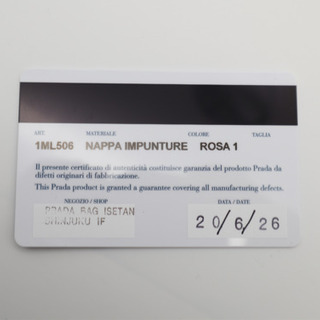 ART. MATERIALE COLORE TAGLIA
1ML506 NAPPA IMPUNTURE ROSA 1
Il presente certificato di autenticità costituisce garanzia del prodotto Prada da
difetti originari di fabbricazione.
This Prada product is granted a guarantee covering all manufacturing defects.
NEGOZIO / SHOP DATA / DATE
PRADA BAG ISETAN
SHINJUKU 1F
20/6/26